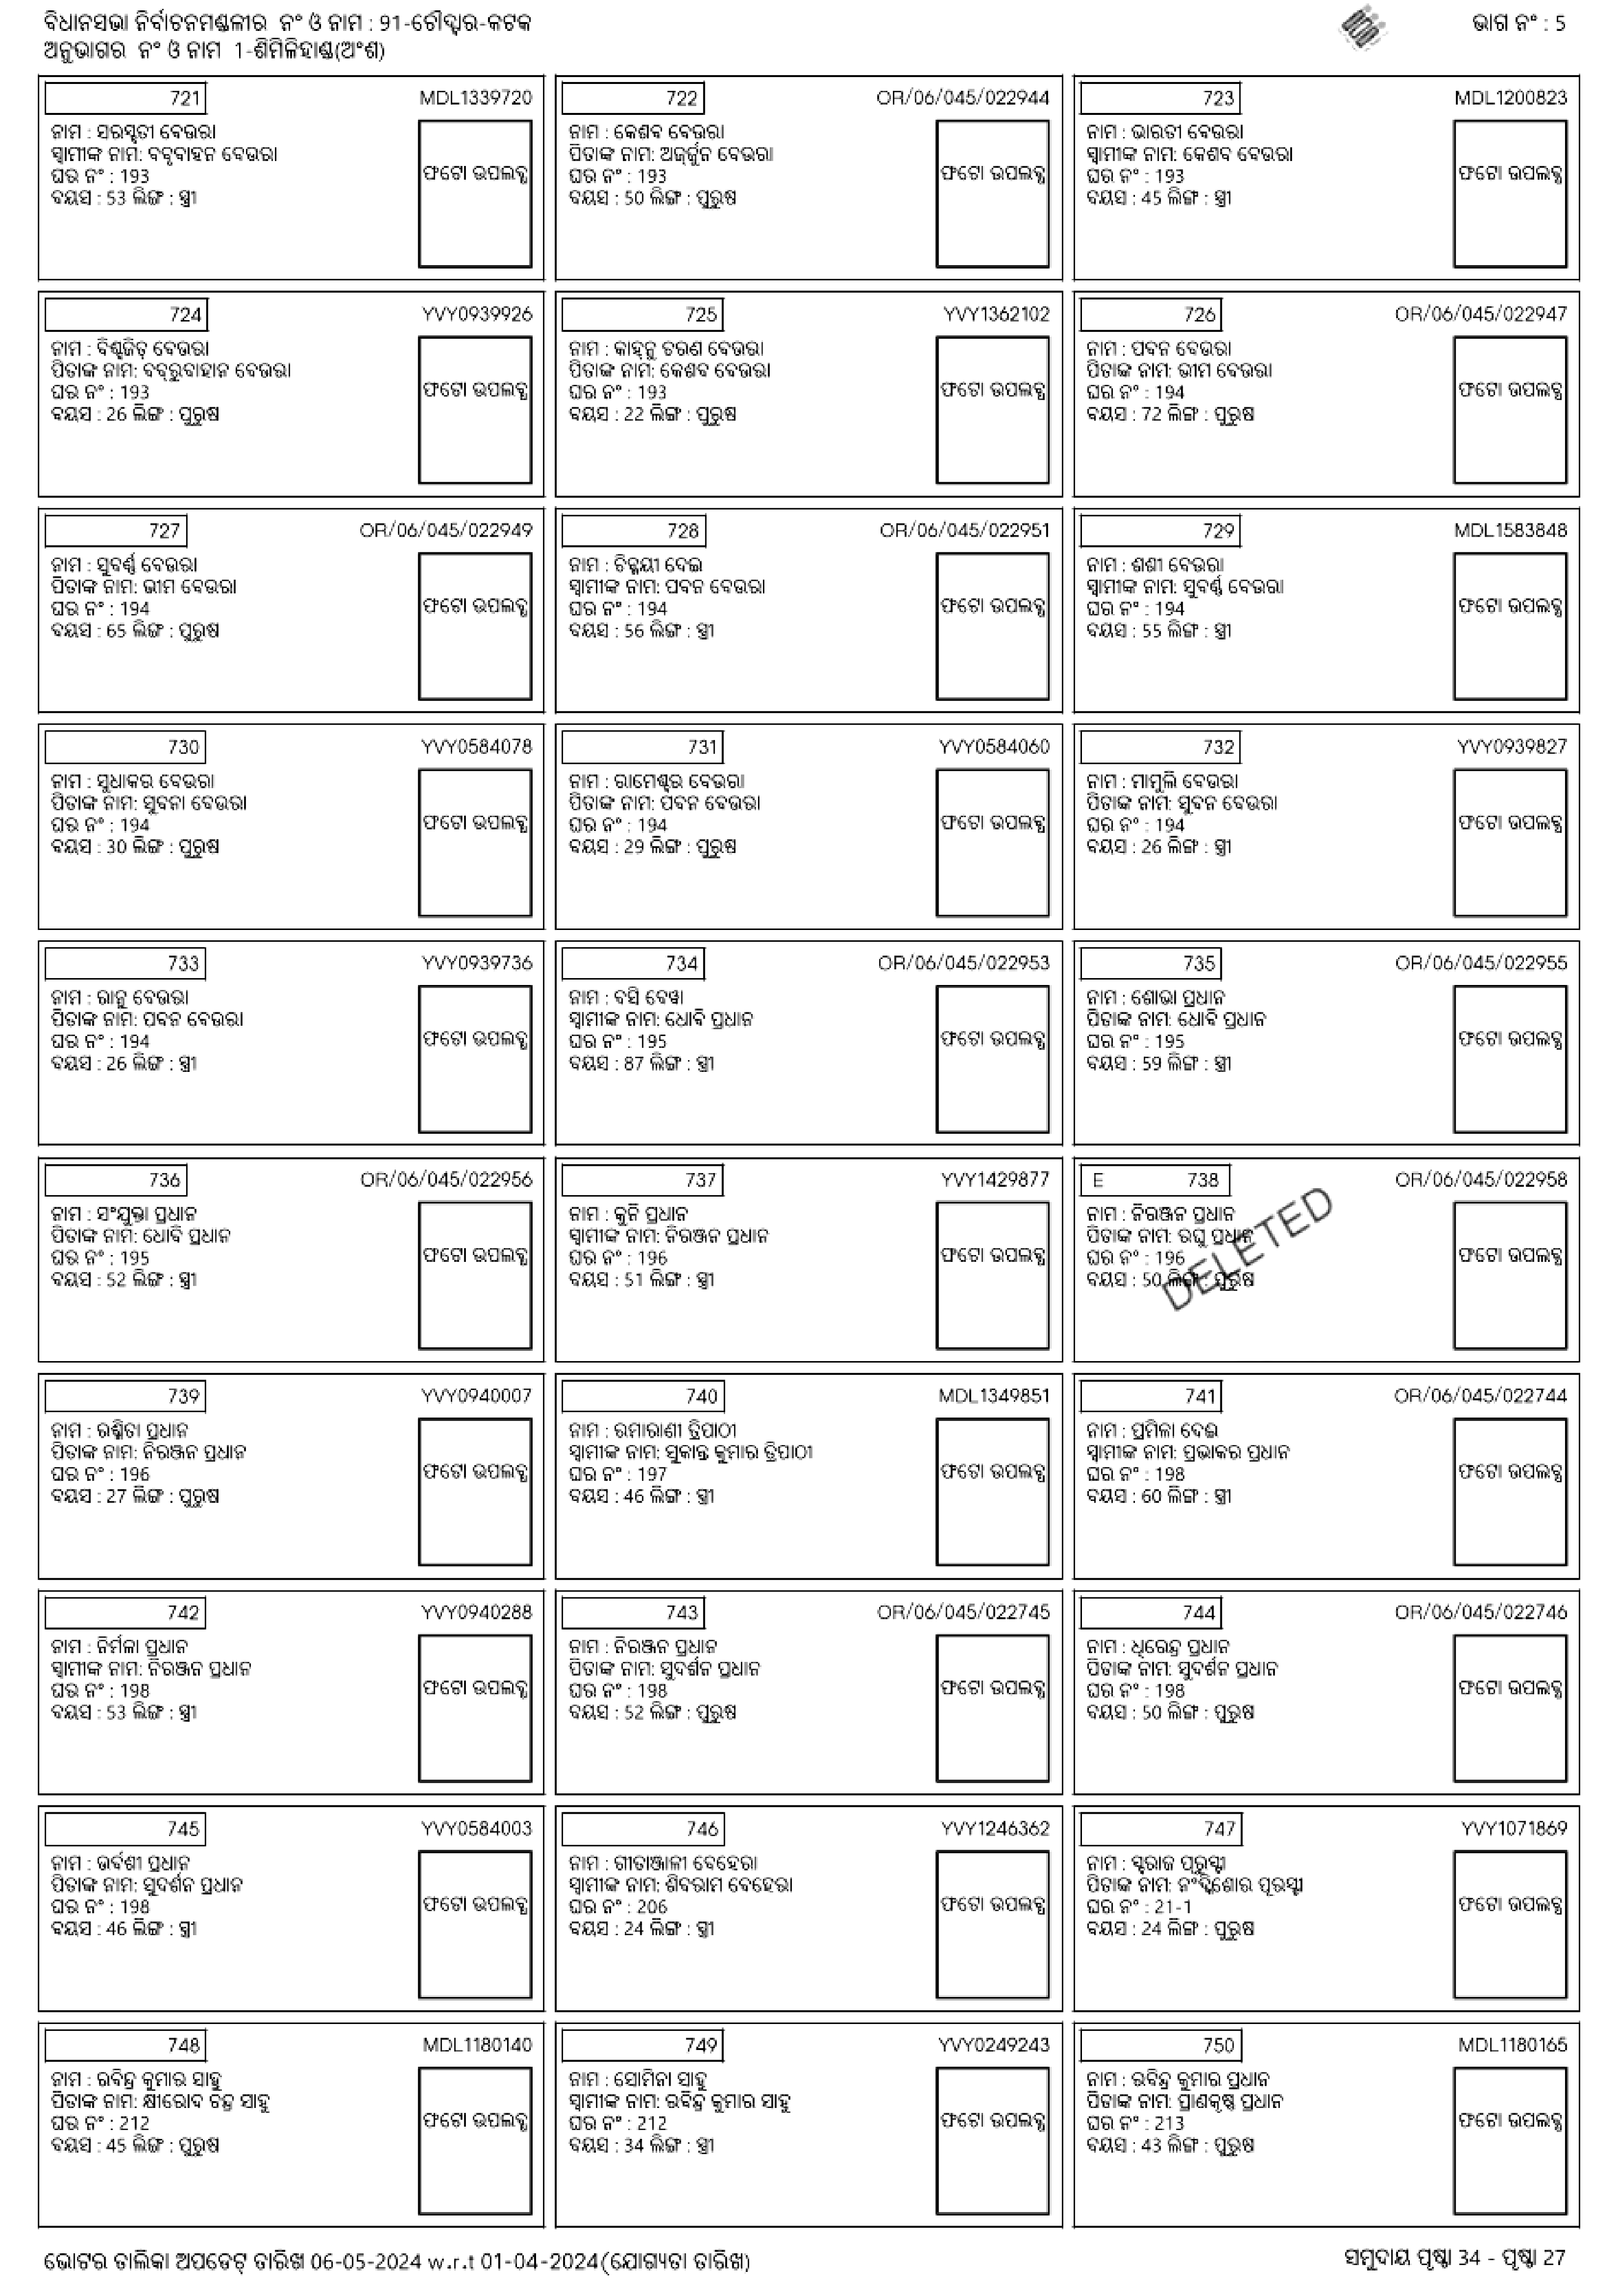 ବିଧାନସଭା ନିର୍ବାଚନମଣ୍ଡଳୀର ନଂ ଓ ନାମ : 91-ଚୌଦ୍ୱାର-କଟକ
ଅନୁଭାଗର ନଂ ଓ ନାମ 1-ଶିମିଳିହାଣ୍ଡ(ଅଂଶ)
ଭାଗ ନଂ : 5
721 MDL1339720
ନାମ : ସରସ୍ୱତୀ ବେଉରା
ସ୍ୱାମୀଙ୍କ ନାମ: ବବୃବାହନ ବେଉରା
ଘର ନଂ : 193
ବୟସ : 53 ଲିଙ୍ଗ : ସ୍ତ୍ରୀ
ଫଟୋ ଉପଲବ୍ଧ
722 OR/06/045/022944
ନାମ : କେଶବ ବେଉରା
ପିତାଙ୍କ ନାମ: ଅର୍ଜ୍ଜୁନ ବେଉରା
ଘର ନଂ : 193
ବୟସ : 50 ଲିଙ୍ଗ : ପୁରୁଷ
ଫଟୋ ଉପଲବ୍ଧ
723 MDL1200823
ନାମ : ଭାରତୀ ବେଉରା
ସ୍ୱାମୀଙ୍କ ନାମ: କେଶବ ବେଉରା
ଘର ନଂ : 193
ବୟସ : 45 ଲିଙ୍ଗ : ସ୍ତ୍ରୀ
ଫଟୋ ଉପଲବ୍ଧ
724 YVY0939926
ନାମ : ବିଶ୍ୱଜିତ୍ ବେଉରା
ପିତାଙ୍କ ନାମ: ବବ୍ରୁବାହାନ ବେଉରା
ଘର ନଂ : 193
ବୟସ : 26 ଲିଙ୍ଗ : ପୁରୁଷ
ଫଟୋ ଉପଲବ୍ଧ
725 YVY1362102
ନାମ : କାହ୍ନୁ ଚରଣ ବେଉରା
ପିତାଙ୍କ ନାମ: କେଶବ ବେଉରା
ଘର ନଂ : 193
ବୟସ : 22 ଲିଙ୍ଗ : ପୁରୁଷ
ଫଟୋ ଉପଲବ୍ଧ
726 OR/06/045/022947
ନାମ : ପବନ ବେଉରା
ପିତାଙ୍କ ନାମ: ଭୀମ ବେଉରା
ଘର ନଂ : 194
ବୟସ : 72 ଲିଙ୍ଗ : ପୁରୁଷ
ଫଟୋ ଉପଲବ୍ଧ
727 OR/06/045/022949
ନାମ : ସୁବର୍ଣ୍ଣ ବେଉରା
ପିତାଙ୍କ ନାମ: ଭୀମ ବେଉରା
ଘର ନଂ : 194
ବୟସ : 65 ଲିଙ୍ଗ : ପୁରୁଷ
ଫଟୋ ଉପଲବ୍ଧ
728 OR/06/045/022951
ନାମ : ଚିନ୍ମୟୀ ଦେଇ
ସ୍ୱାମୀଙ୍କ ନାମ: ପବନ ବେଉରା
ଘର ନଂ : 194
ବୟସ : 56 ଲିଙ୍ଗ : ସ୍ତ୍ରୀ
ଫଟୋ ଉପଲବ୍ଧ
729 MDL1583848
ନାମ : ଶଶୀ ବେଉରା
ସ୍ୱାମୀଙ୍କ ନାମ: ସୁବର୍ଣ୍ଣ ବେଉରା
ଘର ନଂ : 194
ବୟସ : 55 ଲିଙ୍ଗ : ସ୍ତ୍ରୀ
ଫଟୋ ଉପଲବ୍ଧ
730 YVY0584078
ନାମ : ସୁଧାକର ବେଉରା
ପିତାଙ୍କ ନାମ: ସୁବନା ବେଉରା
ଘର ନଂ : 194
ବୟସ : 30 ଲିଙ୍ଗ : ପୁରୁଷ
ଫଟୋ ଉପଲବ୍ଧ
731 YVY0584060
ନାମ : ରାମେଶ୍ୱର ବେଉରା
ପିତାଙ୍କ ନାମ: ପବନ ବେଉରା
ଘର ନଂ : 194
ବୟସ : 29 ଲିଙ୍ଗ : ପୁରୁଷ
ଫଟୋ ଉପଲବ୍ଧ
732 YVY0939827
ନାମ : ମାମୁଲି ବେଉରା
ପିତାଙ୍କ ନାମ: ସୁବନ ବେଉରା
ଘର ନଂ : 194
ବୟସ : 26 ଲିଙ୍ଗ : ସ୍ତ୍ରୀ
ଫଟୋ ଉପଲବ୍ଧ
733 YVY0939736
ନାମ : ରାନୁ ବେଉରା
ପିତାଙ୍କ ନାମ: ପବନ ବେଉରା
ଘର ନଂ : 194
ବୟସ : 26 ଲିଙ୍ଗ : ସ୍ତ୍ରୀ
ଫଟୋ ଉପଲବ୍ଧ
734 OR/06/045/022953
ନାମ : ବସି ବେୱା
ସ୍ୱାମୀଙ୍କ ନାମ: ଧୋବି ପ୍ରଧାନ
ଘର ନଂ : 195
ବୟସ : 87 ଲିଙ୍ଗ : ସ୍ତ୍ରୀ
ଫଟୋ ଉପଲବ୍ଧ
735 OR/06/045/022955
ନାମ : ଶୋଭା ପ୍ରଧାନ
ପିତାଙ୍କ ନାମ: ଧୋବି ପ୍ରଧାନ
ଘର ନଂ : 195
ବୟସ : 59 ଲିଙ୍ଗ : ସ୍ତ୍ରୀ
ଫଟୋ ଉପଲବ୍ଧ
736 OR/06/045/022956
ନାମ : ସଂଯୁକ୍ତା ପ୍ରଧାନ
ପିତାଙ୍କ ନାମ: ଧୋବି ପ୍ରଧାନ
ଘର ନଂ : 195
ବୟସ : 52 ଲିଙ୍ଗ : ସ୍ତ୍ରୀ
ଫଟୋ ଉପଲବ୍ଧ
737 YVY1429877
ନାମ : କୁନି ପ୍ରଧାନ
ସ୍ୱାମୀଙ୍କ ନାମ: ନିରଞ୍ଜନ ପ୍ରଧାନ
ଘର ନଂ : 196
ବୟସ : 51 ଲିଙ୍ଗ : ସ୍ତ୍ରୀ
ଫଟୋ ଉପଲବ୍ଧ
E 738 OR/06/045/022958
ନାମ : ନିରଞ୍ଜନ ପ୍ରଧାନ
ପିତାଙ୍କ ନାମ: ରଘୁ ପ୍ରଧାନ
ଘର ନଂ : 196
ବୟସ : 50 ଲିଙ୍ଗ : ପୁରୁଷ
DELETED
ଫଟୋ ଉପଲବ୍ଧ
739 YVY0940007
ନାମ : ରଶ୍ମିତା ପ୍ରଧାନ
ପିତାଙ୍କ ନାମ: ନିରଞ୍ଜନ ପ୍ରଧାନ
ଘର ନଂ : 196
ବୟସ : 27 ଲିଙ୍ଗ : ପୁରୁଷ
ଫଟୋ ଉପଲବ୍ଧ
740 MDL1349851
ନାମ : ରମାରାଣୀ ତ୍ରିପାଠୀ
ସ୍ୱାମୀଙ୍କ ନାମ: ସୁକାନ୍ତ କୁମାର ତ୍ରିପାଠୀ
ଘର ନଂ : 197
ବୟସ : 46 ଲିଙ୍ଗ : ସ୍ତ୍ରୀ
ଫଟୋ ଉପଲବ୍ଧ
741 OR/06/045/022744
ନାମ : ପ୍ରମିଳା ଦେଇ
ସ୍ୱାମୀଙ୍କ ନାମ: ପ୍ରଭାକର ପ୍ରଧାନ
ଘର ନଂ : 198
ବୟସ : 60 ଲିଙ୍ଗ : ସ୍ତ୍ରୀ
ଫଟୋ ଉପଲବ୍ଧ
742 YVY0940288
ନାମ : ନିର୍ମଳା ପ୍ରଧାନ
ସ୍ୱାମୀଙ୍କ ନାମ: ନିରଞ୍ଜନ ପ୍ରଧାନ
ଘର ନଂ : 198
ବୟସ : 53 ଲିଙ୍ଗ : ସ୍ତ୍ରୀ
ଫଟୋ ଉପଲବ୍ଧ
743 OR/06/045/022745
ନାମ : ନିରଞ୍ଜନ ପ୍ରଧାନ
ପିତାଙ୍କ ନାମ: ସୁଦର୍ଶନ ପ୍ରଧାନ
ଘର ନଂ : 198
ବୟସ : 52 ଲିଙ୍ଗ : ପୁରୁଷ
ଫଟୋ ଉପଲବ୍ଧ
744 OR/06/045/022746
ନାମ : ଧିରେନ୍ଦ୍ର ପ୍ରଧାନ
ପିତାଙ୍କ ନାମ: ସୁଦର୍ଶନ ପ୍ରଧାନ
ଘର ନଂ : 198
ବୟସ : 50 ଲିଙ୍ଗ : ପୁରୁଷ
ଫଟୋ ଉପଲବ୍ଧ
745 YVY0584003
ନାମ : ଉର୍ବଶୀ ପ୍ରଧାନ
ପିତାଙ୍କ ନାମ: ସୁଦର୍ଶନ ପ୍ରଧାନ
ଘର ନଂ : 198
ବୟସ : 46 ଲିଙ୍ଗ : ସ୍ତ୍ରୀ
ଫଟୋ ଉପଲବ୍ଧ
746 YVY1246362
ନାମ : ଗୀତାଞ୍ଜଳୀ ବେହେରା
ସ୍ୱାମୀଙ୍କ ନାମ: ଶିବରାମ ବେହେରା
ଘର ନଂ : 206
ବୟସ : 24 ଲିଙ୍ଗ : ସ୍ତ୍ରୀ
ଫଟୋ ଉପଲବ୍ଧ
747 YVY1071869
ନାମ : ସ୍ୱରାଜ ପୃରୁସ୍ଟୀ
ପିତାଙ୍କ ନାମ: ପୂରସ୍ଟୀ
ଘର ନଂ : 21-1
ବୟସ : 24 ଲିଙ୍ଗ : ପୁରୁଷ
ଫଟୋ ଉପଲବ୍ଧ
748 MDL1180140
ନାମ : ରବିନ୍ଦ୍ର କୁମାର ସାହୁ
ପିତାଙ୍କ ନାମ: କ୍ଷୀରୋଦ ଚନ୍ଦ୍ର ସାହୁ
ଘର ନଂ : 212
ବୟସ : 45 ଲିଙ୍ଗ : ପୁରୁଷ
ଫଟୋ ଉପଲବ୍ଧ
749 YVY0249243
ନାମ : ସୋମିନା ସାହୁ
ସ୍ୱାମୀଙ୍କ ନାମ: ରବିନ୍ଦ୍ର କୁମାର ସାହୁ
ଘର ନଂ : 212
ବୟସ : 34 ଲିଙ୍ଗ : ସ୍ତ୍ରୀ
ଫଟୋ ଉପଲବ୍ଧ
750 MDL1180165
ନାମ : ରବିନ୍ଦ୍ର କୁମାର ପ୍ରଧାନ
ପିତାଙ୍କ ନାମ: ପ୍ରାଣକୃଷ୍ଣ ପ୍ରଧାନ
ଘର ନଂ : 213
ବୟସ : 43 ଲିଙ୍ଗ : ପୁରୁଷ
ଫଟୋ ଉପଲବ୍ଧ
ଭୋଟର ତାଲିକା ଅପଡେଟ୍ ତାରିଖ 06-05-2024 w.r.t 01-04-2024(ଯୋଗ୍ୟତା ତାରିଖ)
ସମୁଦାୟ ପୃଷ୍ଠା 34 - ପୃଷ୍ଠା 27